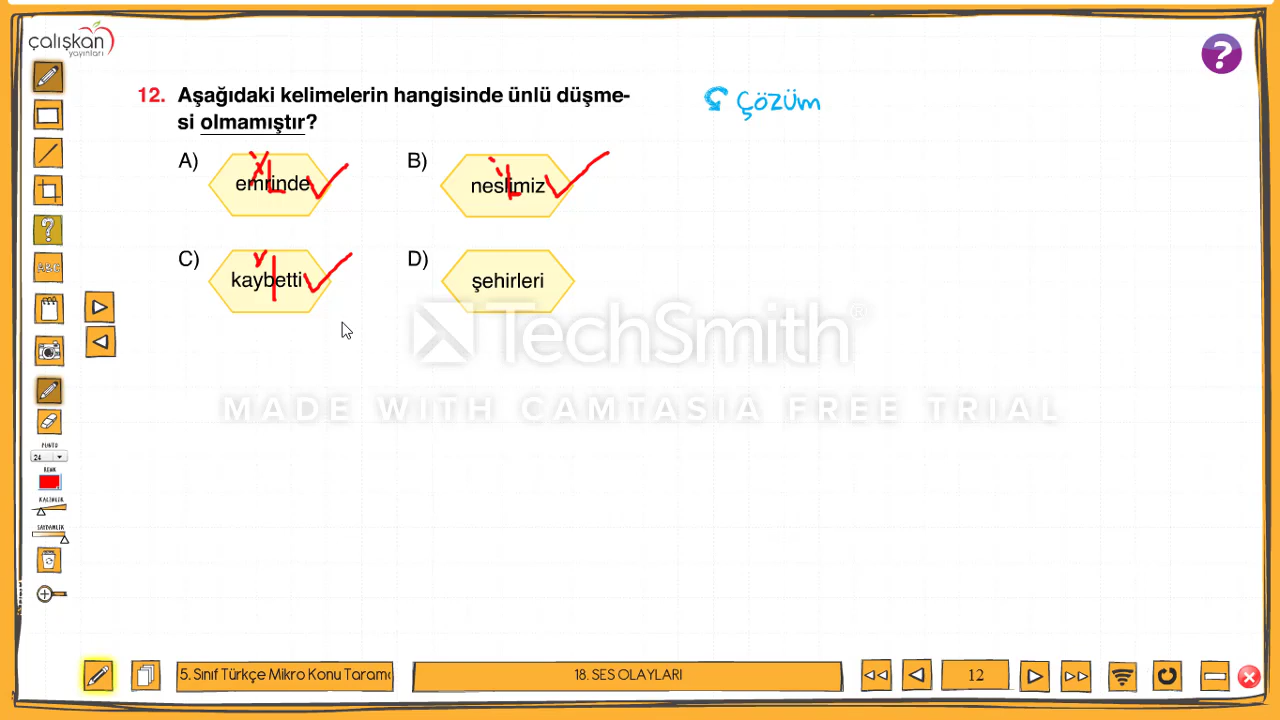 çalışkan
yayınları
12. Aşağıdaki kelimelerin hangisinde ünlü düşme-
si olmamıştır?
Çözüm
A) emrinde
B) neslimiz
C) kaybetti
D) şehirleri
TechSmith®
MADE WITH CAMTASIA FREE TRIAL
?
ABC
PUNTO
24
RENK
KALINLIK
SAYDAMLIK
5. Sınıf Türkçe Mikro Konu Tarama
18. SES OLAYLARI
12